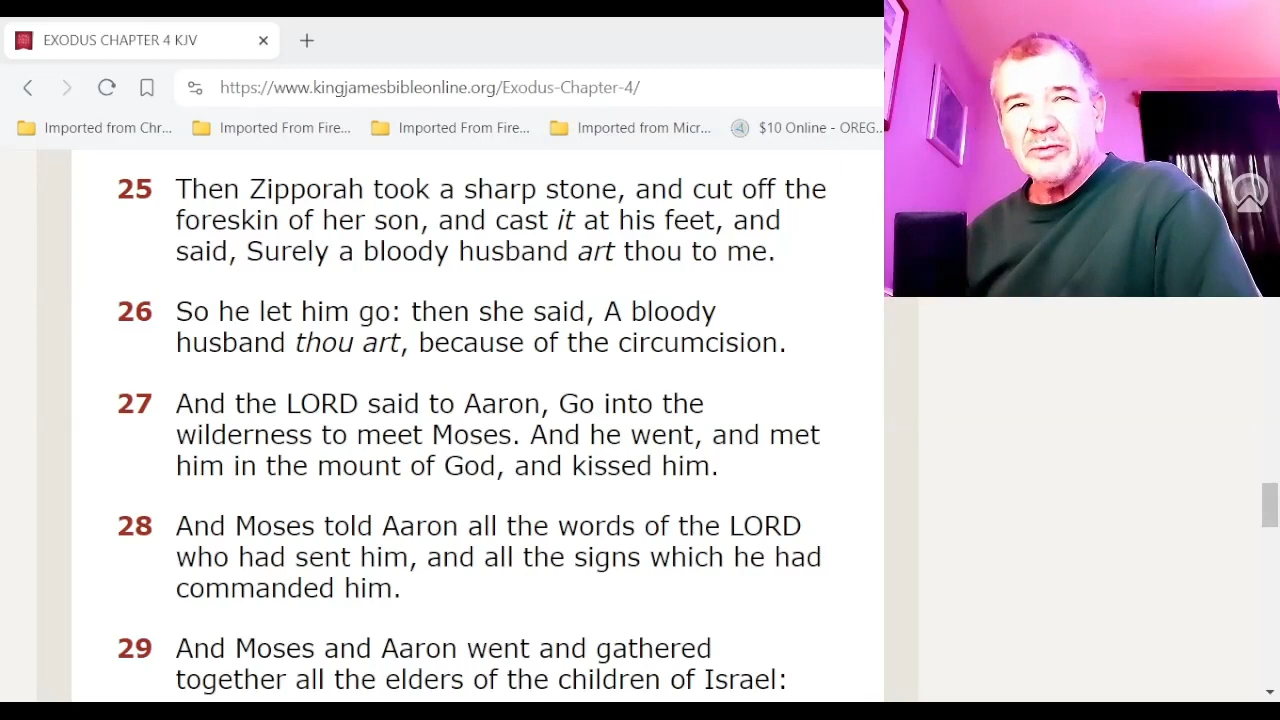 EXODUS CHAPTER 4 KJV
https://www.kingjamesbibleonline.org/Exodus-Chapter-4/
Imported from Chr... Imported From Fire... Imported From Fire... Imported from Micr... $10 Online - OREG...
25 Then Zipporah took a sharp stone, and cut off the
foreskin of her son, and cast it at his feet, and
said, Surely a bloody husband art thou to me.
26 So he let him go: then she said, A bloody
husband thou art, because of the circumcision.
27 And the LORD said to Aaron, Go into the
wilderness to meet Moses. And he went, and met
him in the mount of God, and kissed him.
28 And Moses told Aaron all the words of the LORD
who had sent him, and all the signs which he had
commanded him.
29 And Moses and Aaron went and gathered
together all the elders of the children of Israel: